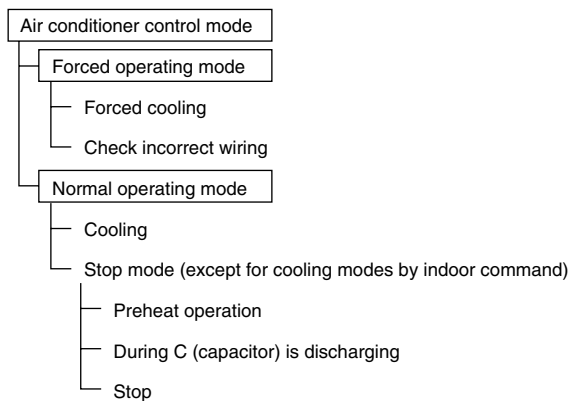 Air conditioner control mode
Forced operating mode
Forced cooling
Check incorrect wiring
Normal operating mode
Cooling
Stop mode (except for cooling modes by indoor command)
Preheat operation
During C (capacitor) is discharging
Stop